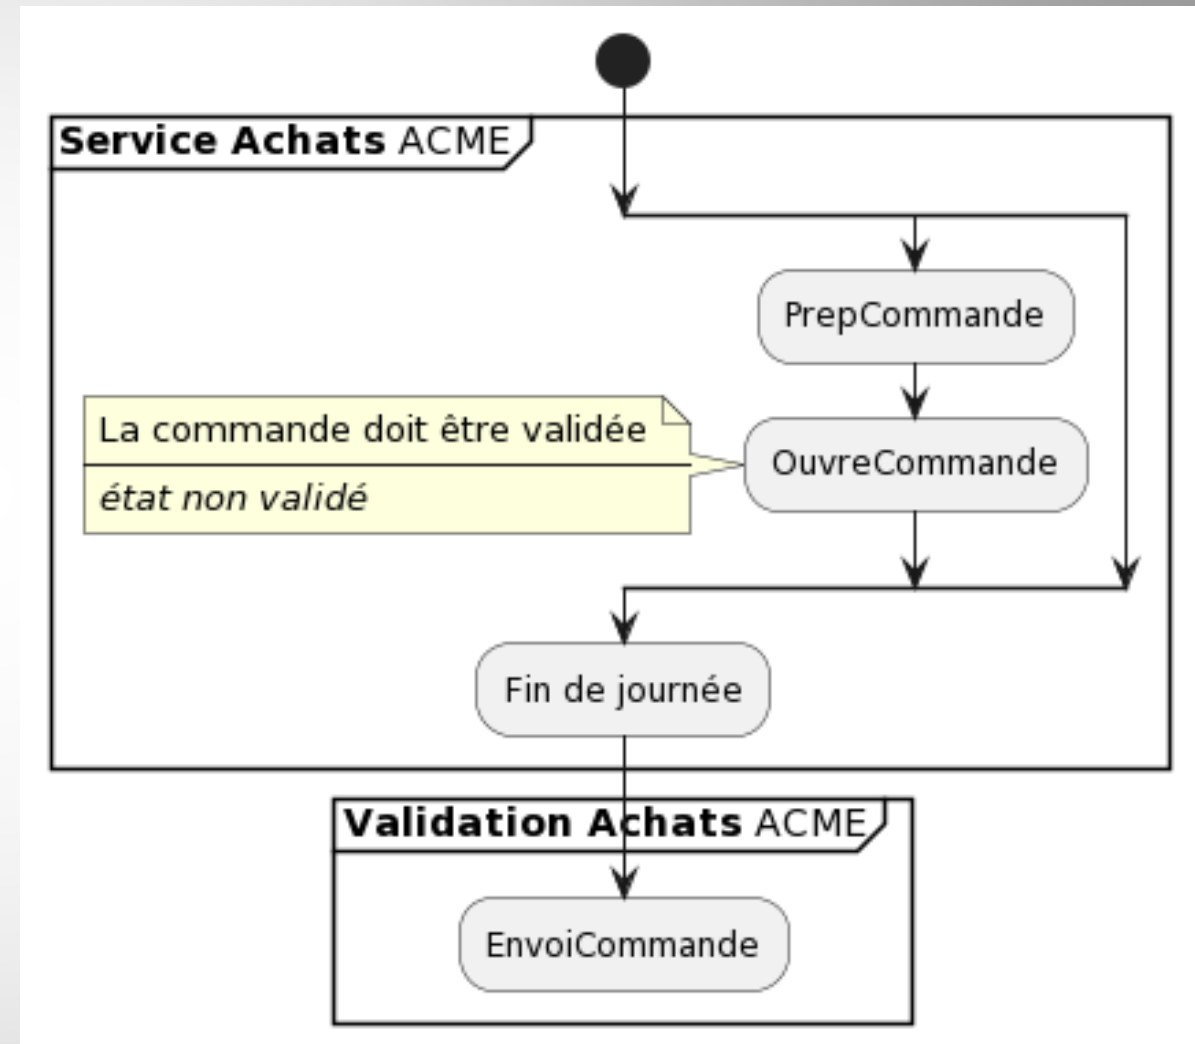 Service Achats ACME
PrepCommande
La commande doit être validée
état non validé
OuvreCommande
Fin de journée
Validation Achats ACME
EnvoiCommande